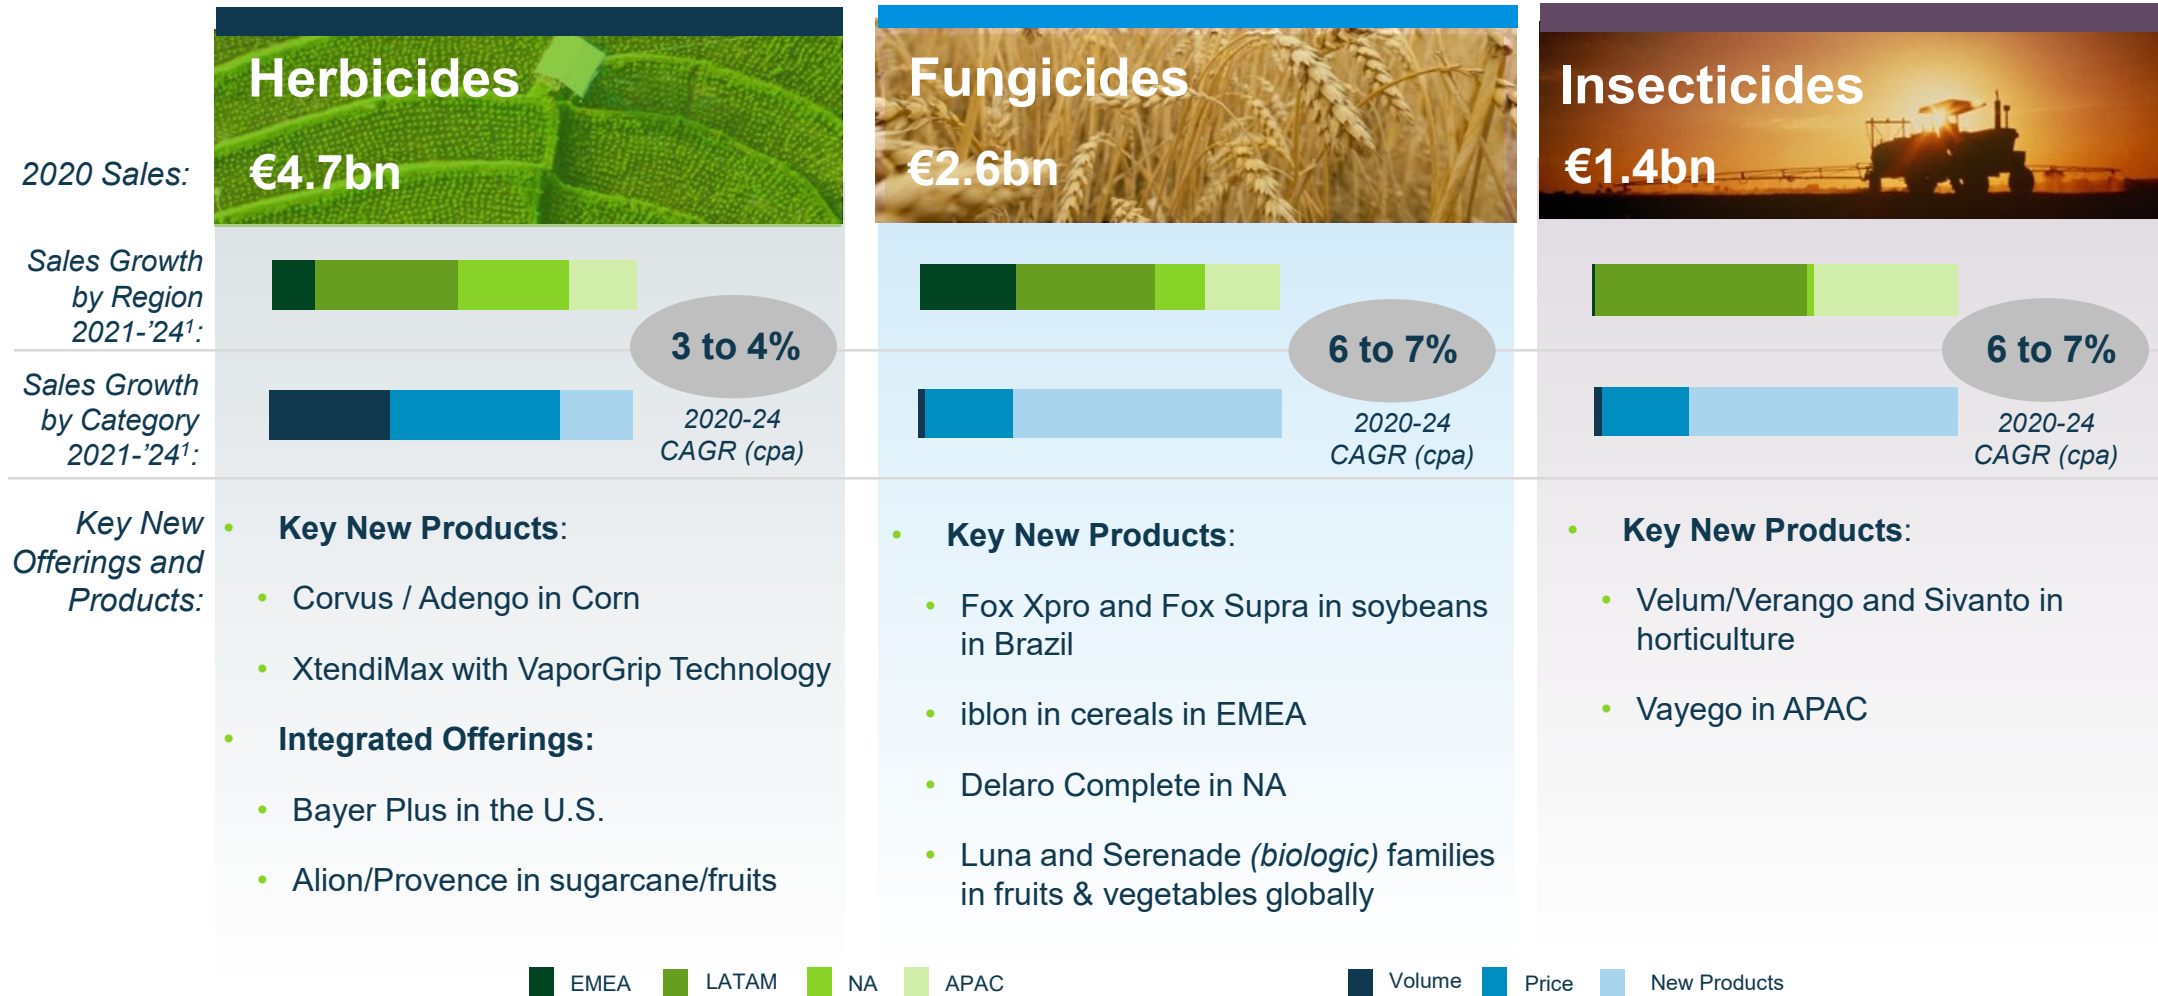 Herbicides
Fungicides
Insecticides
2020 Sales:
€4.7bn
€2.6bn
€1.4bn
Sales Growth
by Region
2021-’24¹:
3 to 4%
6 to 7%
6 to 7%
Sales Growth
by Category
2021-’24¹:
2020-24
CAGR (cpa)
2020-24
CAGR (cpa)
2020-24
CAGR (cpa)
Key New
Offerings and
Products:
• Key New Products:
• Corvus / Adengo in Corn
• XtendiMax with VaporGrip Technology
• Integrated Offerings:
• Bayer Plus in the U.S.
• Alion/Provence in sugarcane/fruits
• Key New Products:
• Fox Xpro and Fox Supra in soybeans
in Brazil
• iblon in cereals in EMEA
• Delaro Complete in NA
• Luna and Serenade (biologic) families
in fruits & vegetables globally
• Key New Products:
• Velum/Verango and Sivanto in
horticulture
• Vayego in APAC
EMEA LATAM NA APAC
Volume Price New Products